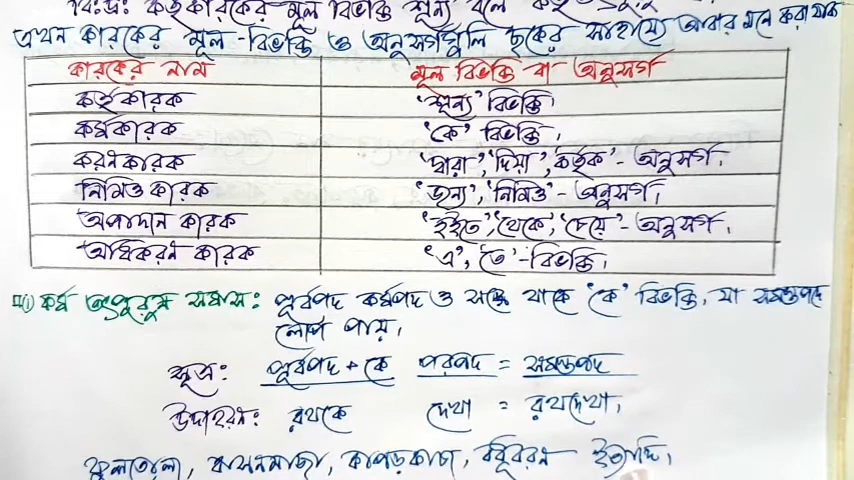 বিঃদ্রঃ কর্তৃকারকের মূল বিভক্তি শূন্য বলে
এখন কারকের মূল-বিভক্তি ও অনুসর্গগুলি ছকের সাহায্যে আবার মনে করা যাক
কারকের নাম মূল বিভক্তি বা অনুসর্গ
কর্তৃকারক 'শূন্য' বিভক্তি।
কর্মকারক 'কে' বিভক্তি।
করণকারক 'দ্বারা', 'দিয়া', কর্তৃক'- অনুসর্গ।
নিমিত্ত কারক 'জন্য', 'নিমিত্ত' - অনুসর্গ।
অপাদান কারক 'হইতে', 'থেকে', 'চেয়ে'- অনুসর্গ।
অধিকরণ কারক 'এ', 'তে'-বিভক্তি।
(i) কর্ম তৎপুরুষ সমাস: পূর্বপদ কর্মপদ ও সঙ্গে থাকে 'কে' বিভক্তি, যা সমস্তপদে
লোপ পায়।
সূত্র: পূর্বপদ + কে পরপদ = সমস্তপদ
উদাহরণ: রথকে দেখা = রথদেখা।
ফুলতোলা, বাসনমাজা, কাপড়কাচা, বধূবরণ ইত্যাদি।